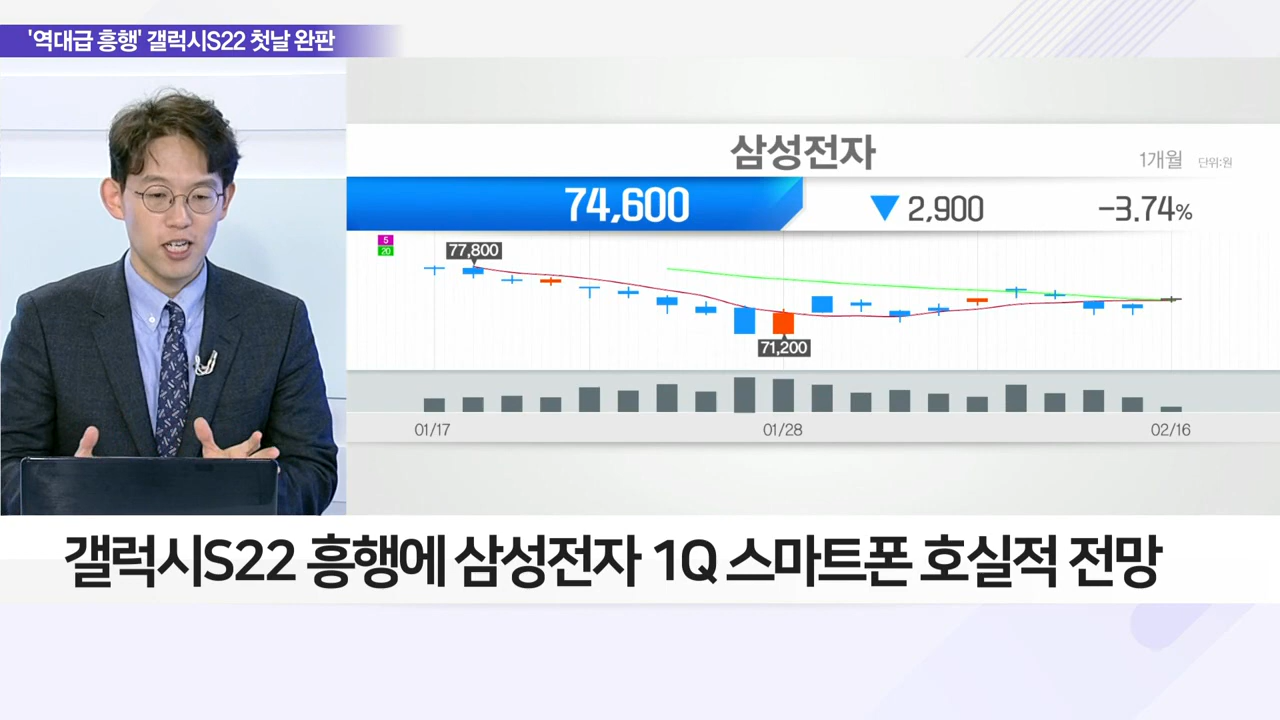 '역대급 흥행' 갤럭시S22 첫날 완판
삼성전자
1개월 단위:원
74,600 ▼ 2,900 -3.74%
5
20
77,800
71,200
01/17 01/28 02/16
갤럭시S22 흥행에 삼성전자 1Q 스마트폰 호실적 전망